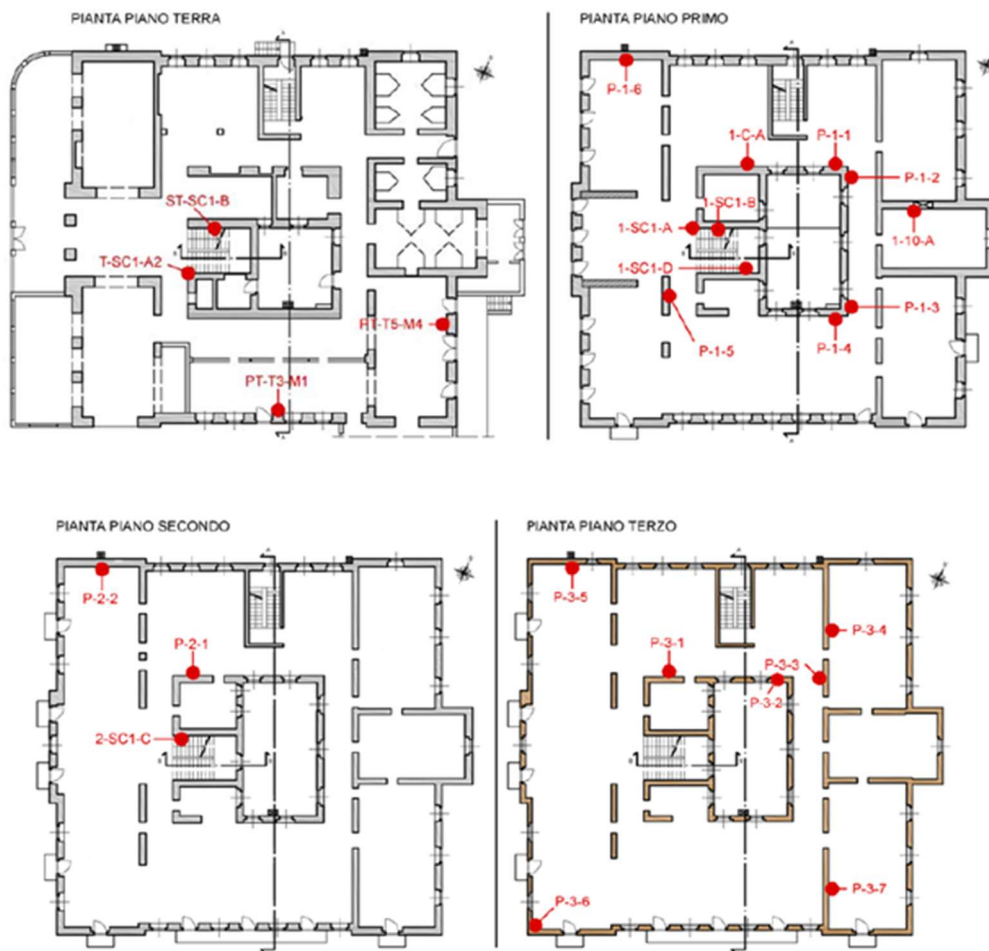 PIANTA PIANO TERRA
ST-SC1-B
T-SC1-A2
PT-T5-M4
PT-T3-M1
PIANTA PIANO PRIMO
P-1-6
1-C-A
P-1-1
P-1-2
1-SC1-B
1-SC1-A
1-10-A
1-SC1-D
P-1-3
P-1-5
P-1-4
PIANTA PIANO SECONDO
P-2-2
P-2-1
2-SC1-C
PIANTA PIANO TERZO
P-3-5
P-3-4
P-3-1
P-3-3
P-3-2
P-3-6
P-3-7